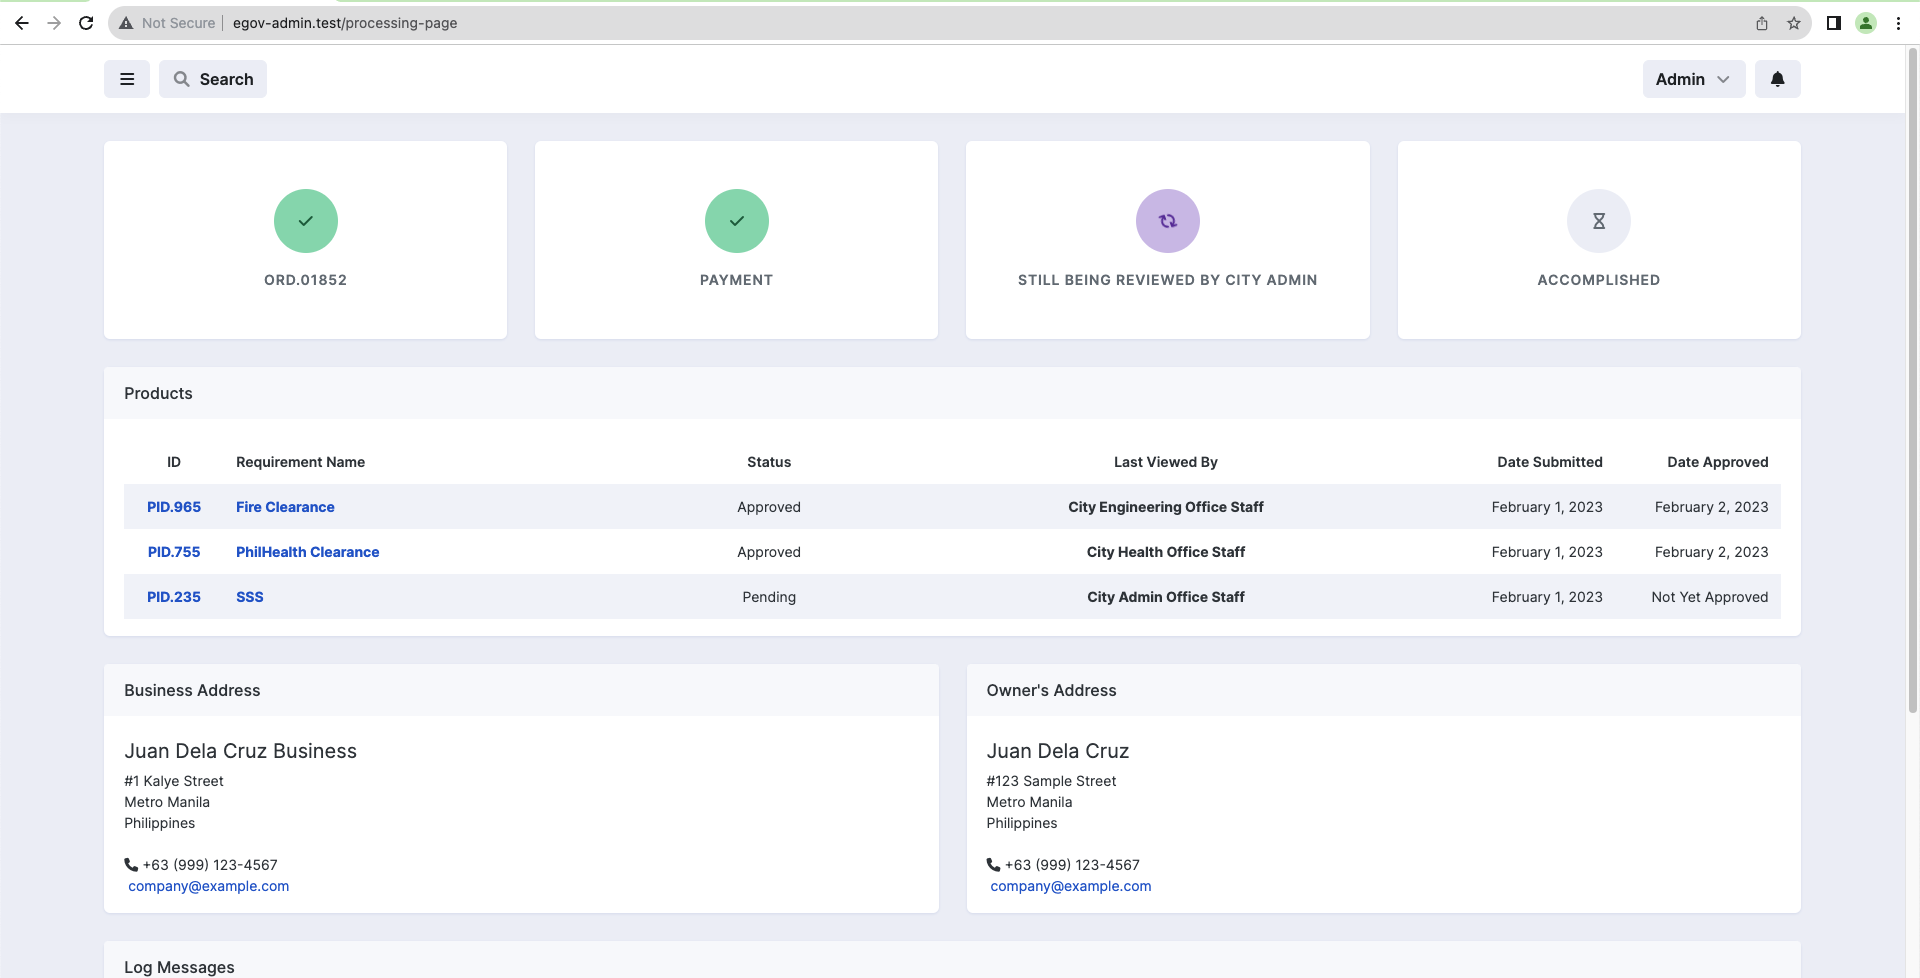 Not Secure egov-admin.test/processing-page
Search
Admin
ORD.01852
PAYMENT
STILL BEING REVIEWED BY CITY ADMIN
ACCOMPLISHED
Products
ID Requirement Name Status Last Viewed By Date Submitted Date Approved
PID.965 Fire Clearance Approved City Engineering Office Staff February 1, 2023 February 2, 2023
PID.755 PhilHealth Clearance Approved City Health Office Staff February 1, 2023 February 2, 2023
PID.235 SSS Pending City Admin Office Staff February 1, 2023 Not Yet Approved
Business Address
Juan Dela Cruz Business
#1 Kalye Street
Metro Manila
Philippines
+63 (999) 123-4567
company@example.com
Owner's Address
Juan Dela Cruz
#123 Sample Street
Metro Manila
Philippines
+63 (999) 123-4567
company@example.com
Log Messages